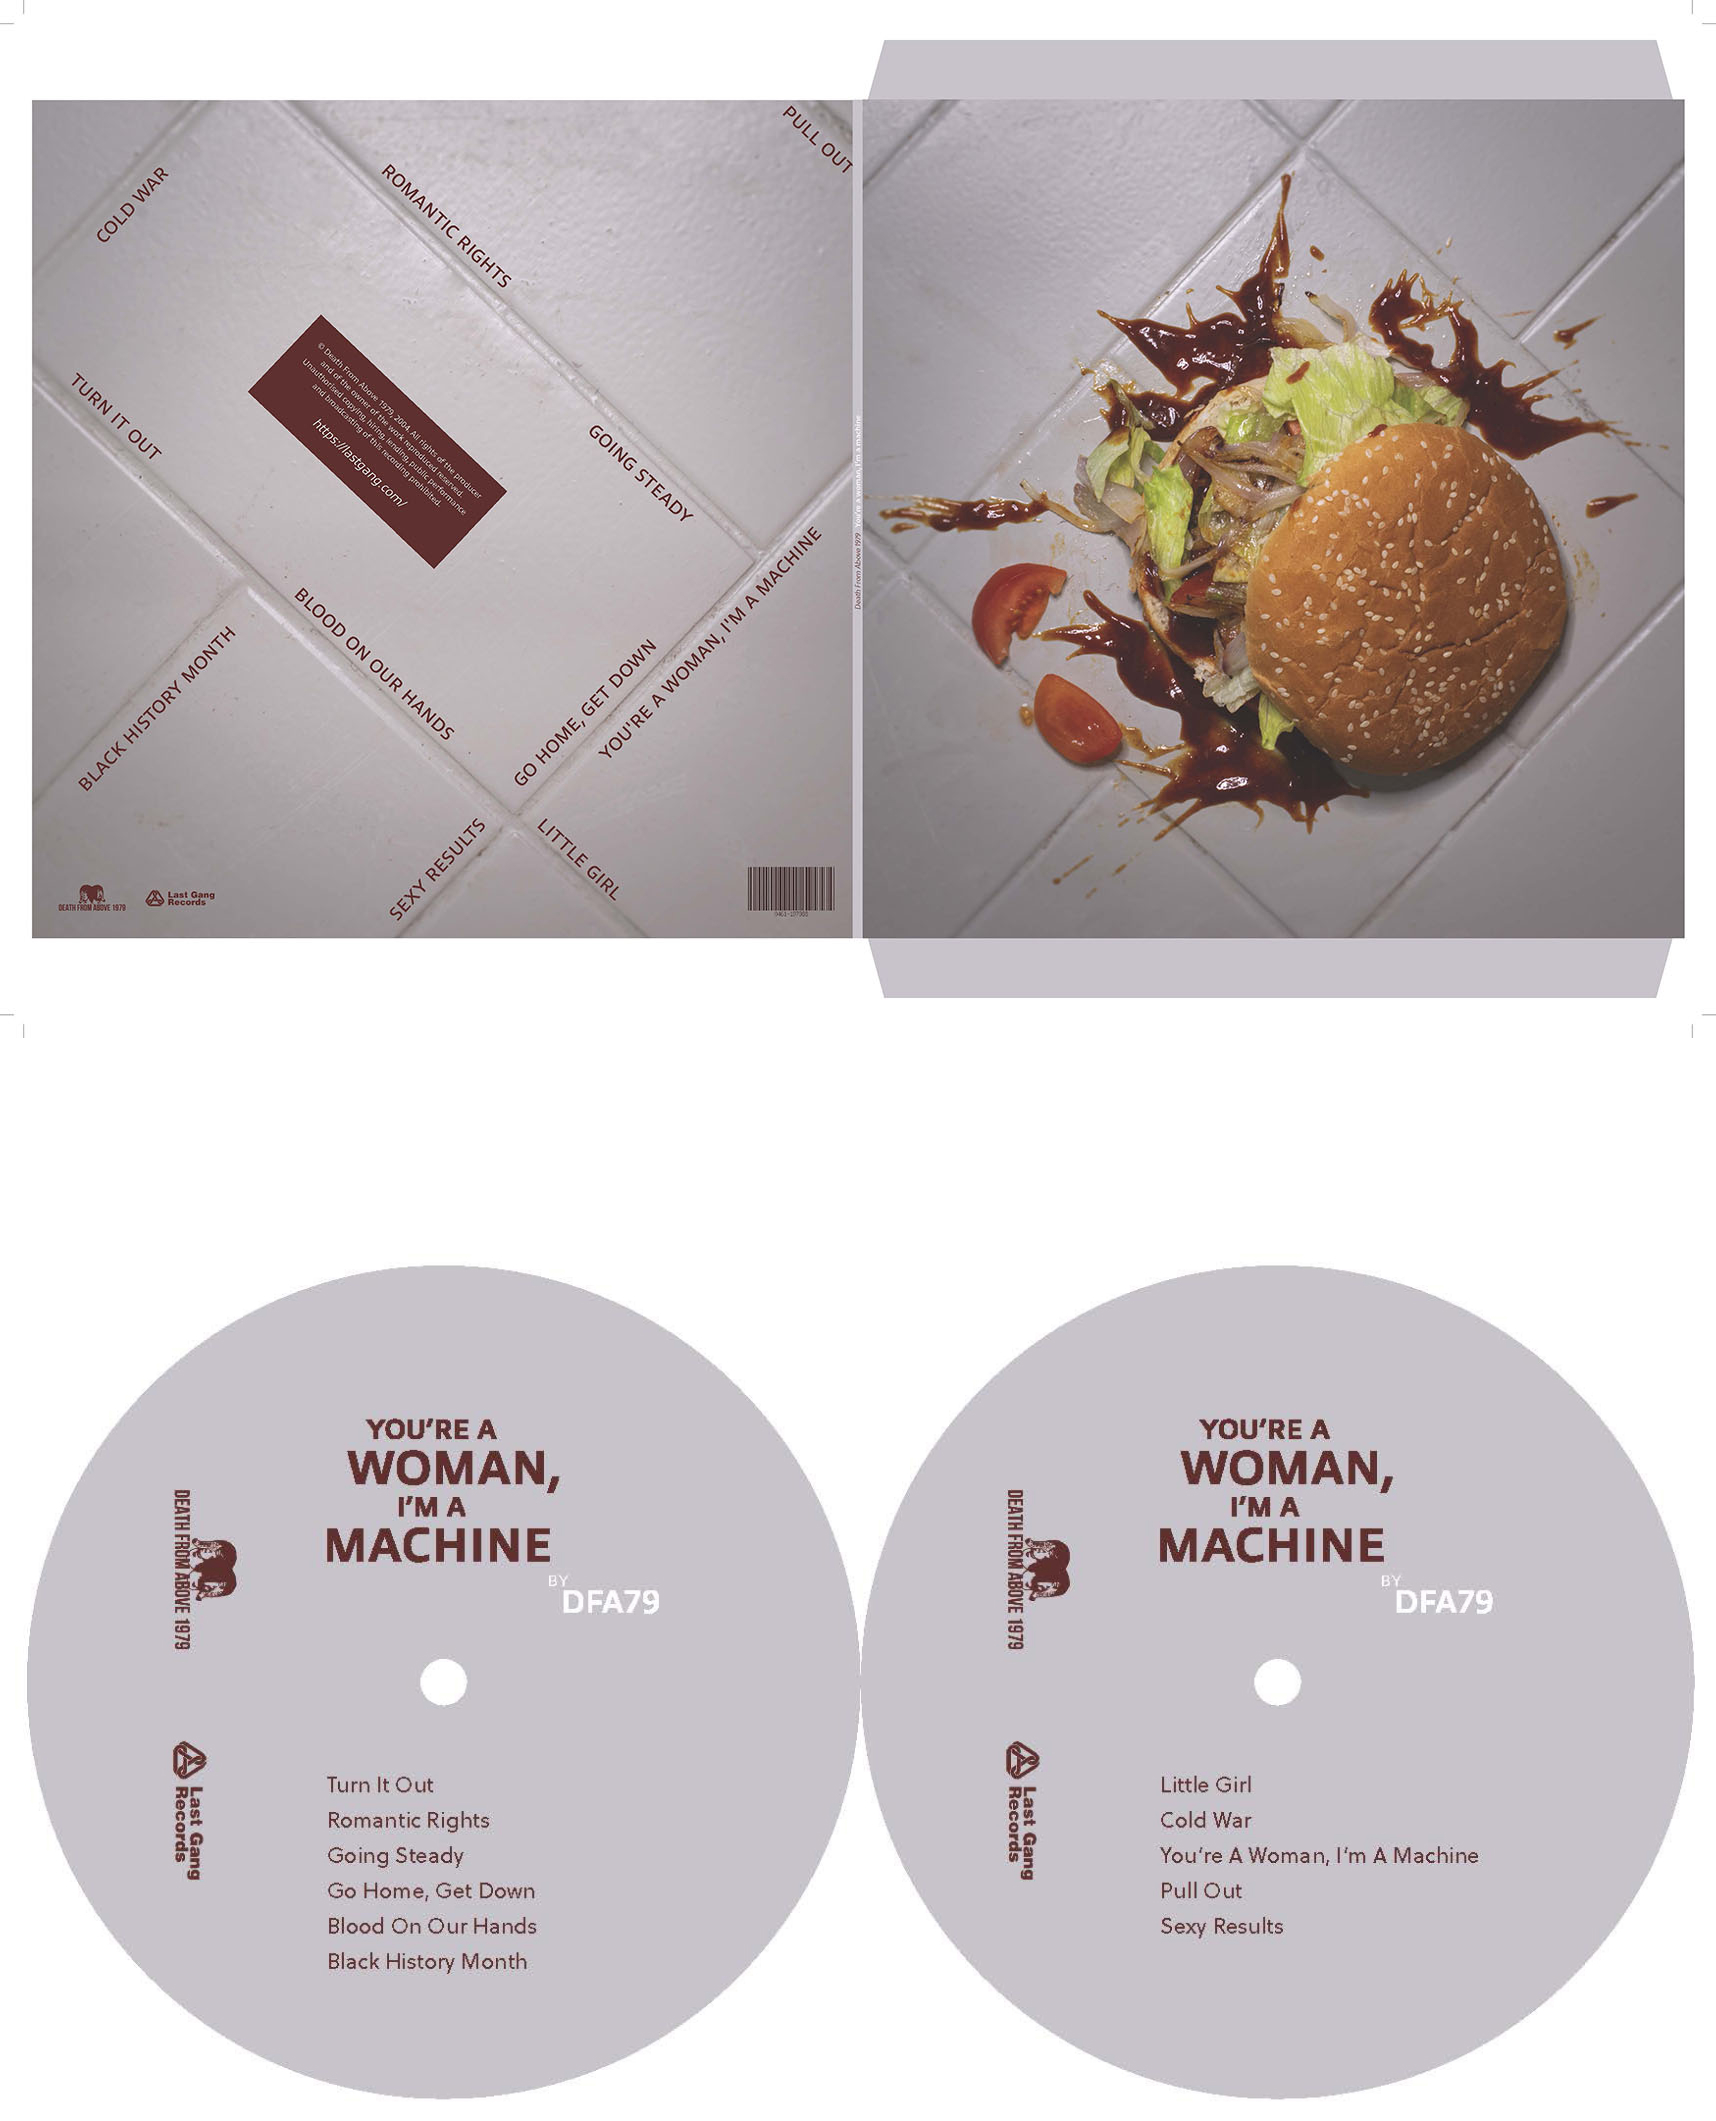 PULL OUT
COLD WAR
ROMANTIC RIGHTS
© Death From Above 1979, 2004. All rights of the producer
and of the owner of the work reproduced reserved.
Unauthorised copying, hiring, lending, public performance
and broadcasting of this recording prohibited.
https://lastgang.com/
TURN IT OUT
GOING STEADY
BLOOD ON OUR HANDS
BLACK HISTORY MONTH
GO HOME, GET DOWN
YOU'RE A WOMAN, I'M A MACHINE
SEXY RESULTS
LITTLE GIRL
DEATH FROM ABOVE 1979
Last Gang
Records
Death From Above 1979 You're a woman, I'm a machine
YOU'RE A
WOMAN,
I'M A
MACHINE
BY
DFA79
DEATH FROM ABOVE 1979
Last Gang
Records
Turn It Out
Romantic Rights
Going Steady
Go Home, Get Down
Blood On Our Hands
Black History Month
YOU'RE A
WOMAN,
I'M A
MACHINE
BY
DFA79
DEATH FROM ABOVE 1979
Last Gang
Records
Little Girl
Cold War
You're A Woman, I'm A Machine
Pull Out
Sexy Results